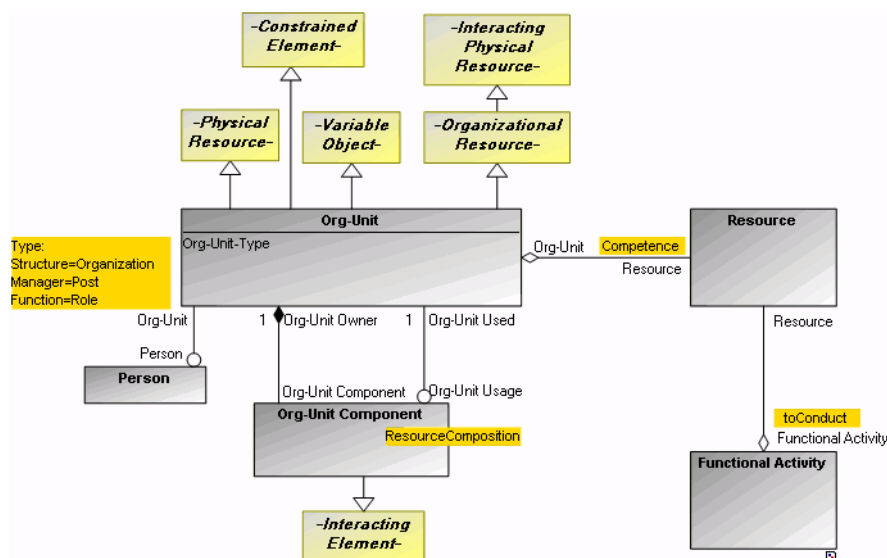 -Constrained
Element-
-Interacting
Physical
Resource-
-Physical
Resource-
-Variable
Object-
-Organizational
Resource-
Org-Unit
Org-Unit-Type
Resource
Type:
Structure=Organization
Manager=Post
Function=Role
Org-Unit
Competence
Resource
Org-Unit
1
Org-Unit Owner
1
Org-Unit Used
Resource
Person
Person
Org-Unit Component
Org-Unit Usage
Org-Unit Component
ResourceComposition
toConduct
Functional Activity
Functional Activity
-Interacting
Element-